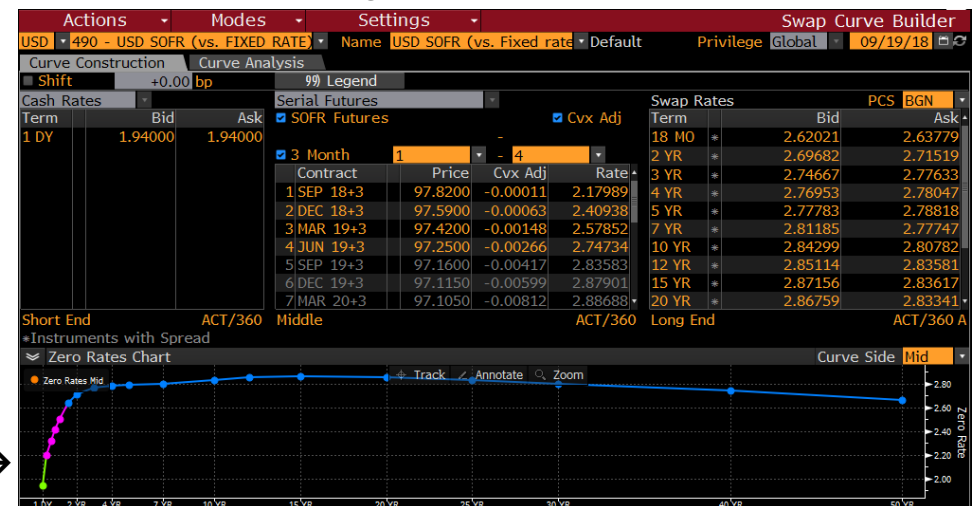 Actions Modes Settings Swap Curve Builder
USD 490 - USD SOFR (vs. FIXED RATE) Name USD SOFR (vs. Fixed rate Default Privilege Global 09/19/18
Curve Construction Curve Analysis
Shift +0.00 bp 99) Legend
Cash Rates Serial Futures Swap Rates PCS BGN
Term Bid Ask SOFR Futures Cvx Adj Term Bid Ask
1 DY 1.94000 1.94000 - 18 MO * 2.62021 2.63779
3 Month 1 - 4 2 YR * 2.69682 2.71519
Contract Price Cvx Adj Rate 3 YR * 2.74667 2.77633
1 SEP 18+3 97.8200 -0.00011 2.17989 4 YR * 2.76953 2.78047
2 DEC 18+3 97.5900 -0.00063 2.40938 5 YR * 2.77783 2.78818
3 MAR 19+3 97.4200 -0.00148 2.57852 7 YR * 2.81185 2.77747
4 JUN 19+3 97.2500 -0.00266 2.74734 10 YR * 2.84299 2.80782
5 SEP 19+3 97.1600 -0.00417 2.83583 12 YR * 2.85114 2.83581
6 DEC 19+3 97.1150 -0.00599 2.87901 15 YR * 2.87156 2.83617
7 MAR 20+3 97.1050 -0.00812 2.88688 20 YR * 2.86759 2.83341
Short End ACT/360 Middle ACT/360 Long End ACT/360 A
*Instruments with Spread
Zero Rates Chart Curve Side Mid
Zero Rates Mid Track Annotate Zoom
2.80
2.60
2.40
2.20
2.00
Zero Rate
1 DY 2 YR 4 YR 7 YR 10 YR 15 YR 20 YR 25 YR 30 YR 40 YR 50 YR